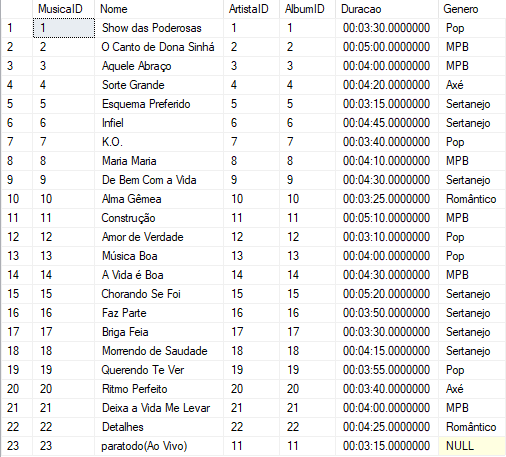 MusicaID Nome ArtistaID AlbumID Duracao Genero
1 1 Show das Poderosas 1 1 00:03:30.0000000 Pop
2 2 O Canto de Dona Sinhá 2 2 00:05:00.0000000 MPB
3 3 Aquele Abraço 3 3 00:04:00.0000000 MPB
4 4 Sorte Grande 4 4 00:04:20.0000000 Axé
5 5 Esquema Preferido 5 5 00:03:15.0000000 Sertanejo
6 6 Infiel 6 6 00:04:45.0000000 Sertanejo
7 7 K.O. 7 7 00:03:40.0000000 Pop
8 8 Maria Maria 8 8 00:04:10.0000000 MPB
9 9 De Bem Com a Vida 9 9 00:04:30.0000000 Sertanejo
10 10 Alma Gêmea 10 10 00:03:25.0000000 Romântico
11 11 Construção 11 11 00:05:10.0000000 MPB
12 12 Amor de Verdade 12 12 00:03:10.0000000 Pop
13 13 Música Boa 13 13 00:04:00.0000000 Pop
14 14 A Vida é Boa 14 14 00:04:30.0000000 MPB
15 15 Chorando Se Foi 15 15 00:05:20.0000000 Sertanejo
16 16 Faz Parte 16 16 00:03:50.0000000 Sertanejo
17 17 Briga Feia 17 17 00:03:30.0000000 Sertanejo
18 18 Morrendo de Saudade 18 18 00:04:15.0000000 Sertanejo
19 19 Querendo Te Ver 19 19 00:03:55.0000000 Pop
20 20 Ritmo Perfeito 20 20 00:03:40.0000000 Axé
21 21 Deixa a Vida Me Levar 21 21 00:04:00.0000000 MPB
22 22 Detalhes 22 22 00:04:25.0000000 Romântico
23 23 paratodo(Ao Vivo) 11 11 00:03:15.0000000 NULL